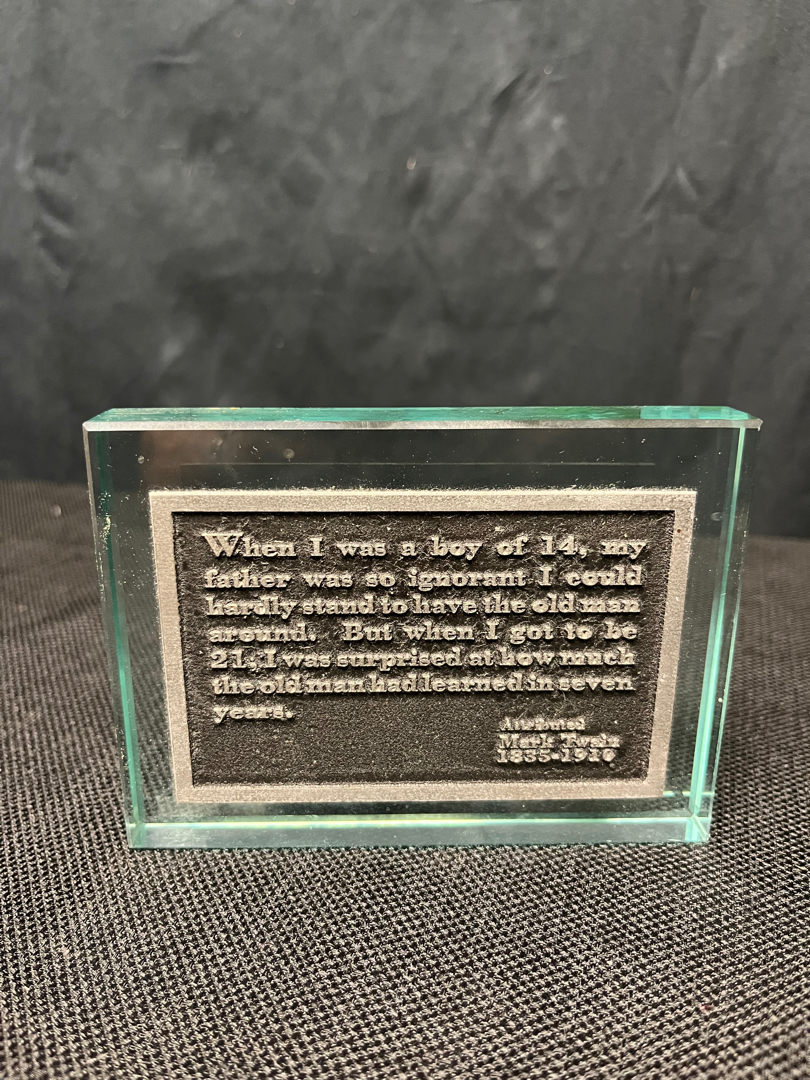 When I was a boy of 14, my
father was so ignorant I could
hardly stand to have the old man
around. But when I got to be
21, I was surprised at how much
the old man had learned in seven
years.
Attributed
Mark Twain
1835-1910